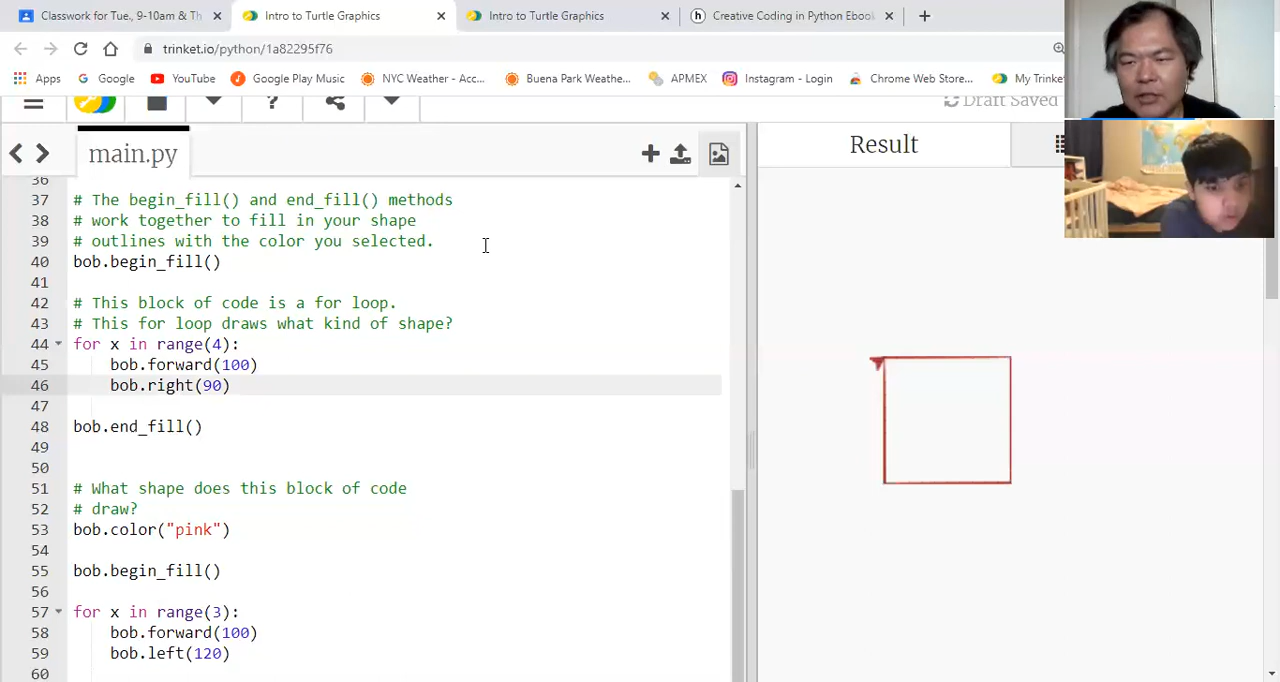 Classwork for Tue., 9-10am & Th
Intro to Turtle Graphics
Intro to Turtle Graphics
Creative Coding in Python Ebook
trinket.io/python/1a82295f76
Apps
Google
YouTube
Google Play Music
NYC Weather - Acc...
Buena Park Weathe...
APMEX
Instagram - Login
Chrome Web Store...
My Trinket
Draft Saved
main.py
Result
36
37 # The begin_fill() and end_fill() methods
38 # work together to fill in your shape
39 # outlines with the color you selected.
40 bob.begin_fill()
41
42 # This block of code is a for loop.
43 # This for loop draws what kind of shape?
44 for x in range(4):
45 bob.forward(100)
46 bob.right(90)
47
48 bob.end_fill()
49
50
51 # What shape does this block of code
52 # draw?
53 bob.color("pink")
54
55 bob.begin_fill()
56
57 for x in range(3):
58 bob.forward(100)
59 bob.left(120)
60